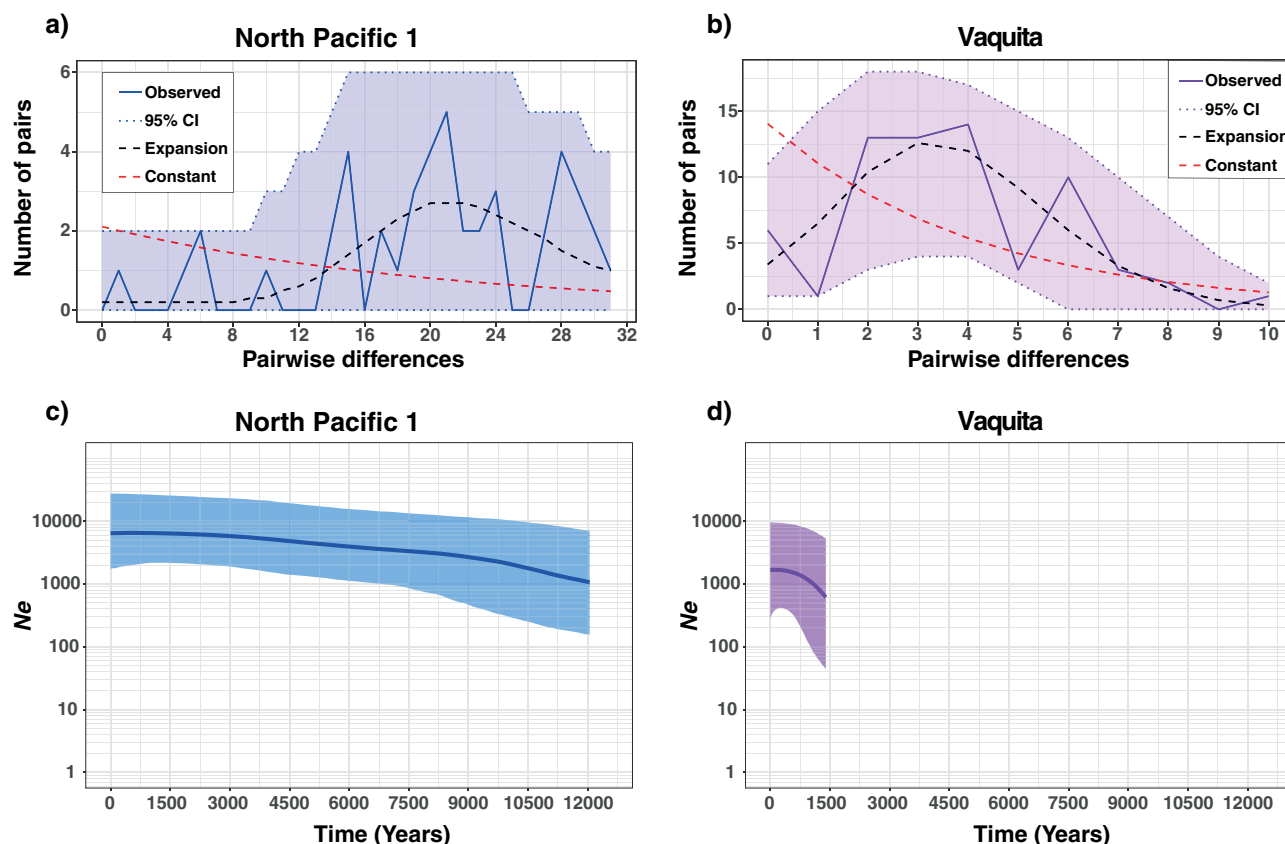 a)
North Pacific 1
Number of pairs
6
4
2
0
Observed
95% CI
Expansion
Constant
0 4 8 12 16 20 24 28 32
Pairwise differences
b)
Vaquita
Number of pairs
15
10
5
0
Observed
95% CI
Expansion
Constant
0 1 2 3 4 5 6 7 8 9 10
Pairwise differences
c)
North Pacific 1
Ne
10000
1000
100
10
1
0 1500 3000 4500 6000 7500 9000 10500 12000
Time (Years)
d)
Vaquita
Ne
10000
1000
100
10
1
0 1500 3000 4500 6000 7500 9000 10500 12000
Time (Years)